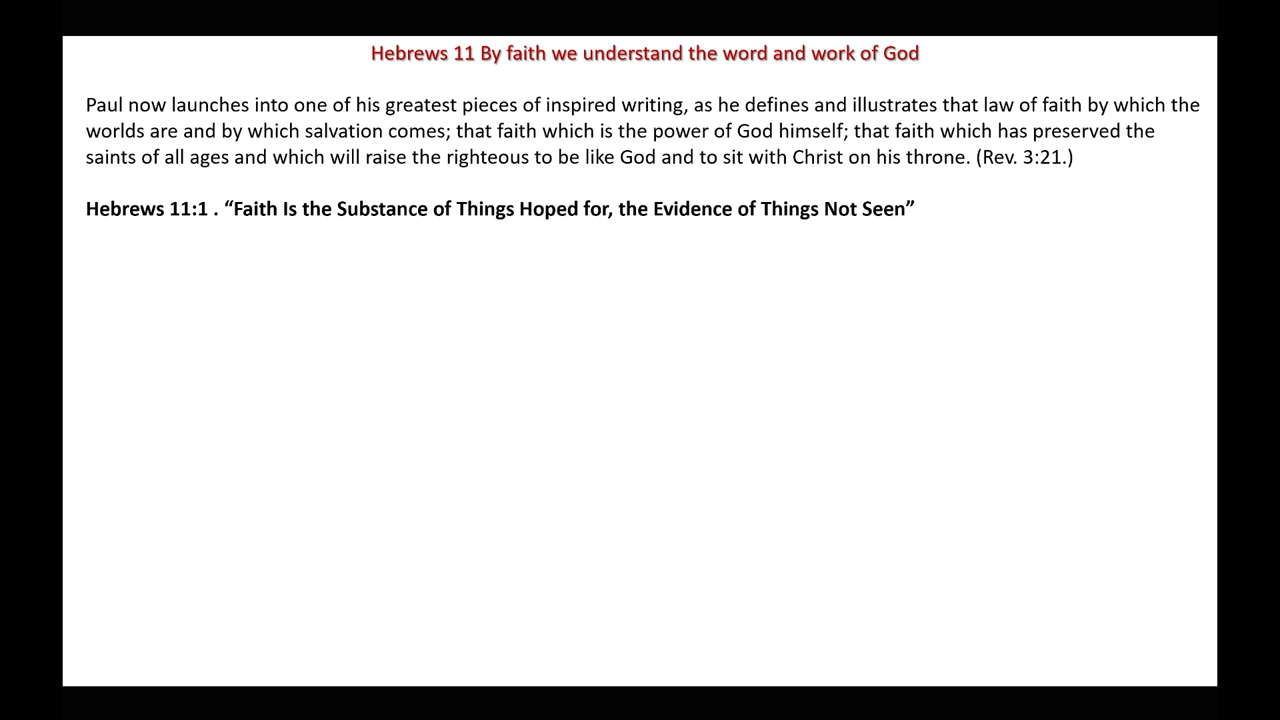 Hebrews 11 By faith we understand the word and work of God
Paul now launches into one of his greatest pieces of inspired writing, as he defines and illustrates that law of faith by which the
worlds are and by which salvation comes; that faith which is the power of God himself; that faith which has preserved the
saints of all ages and which will raise the righteous to be like God and to sit with Christ on his throne. (Rev. 3:21.)
Hebrews 11:1 . “Faith Is the Substance of Things Hoped for, the Evidence of Things Not Seen”